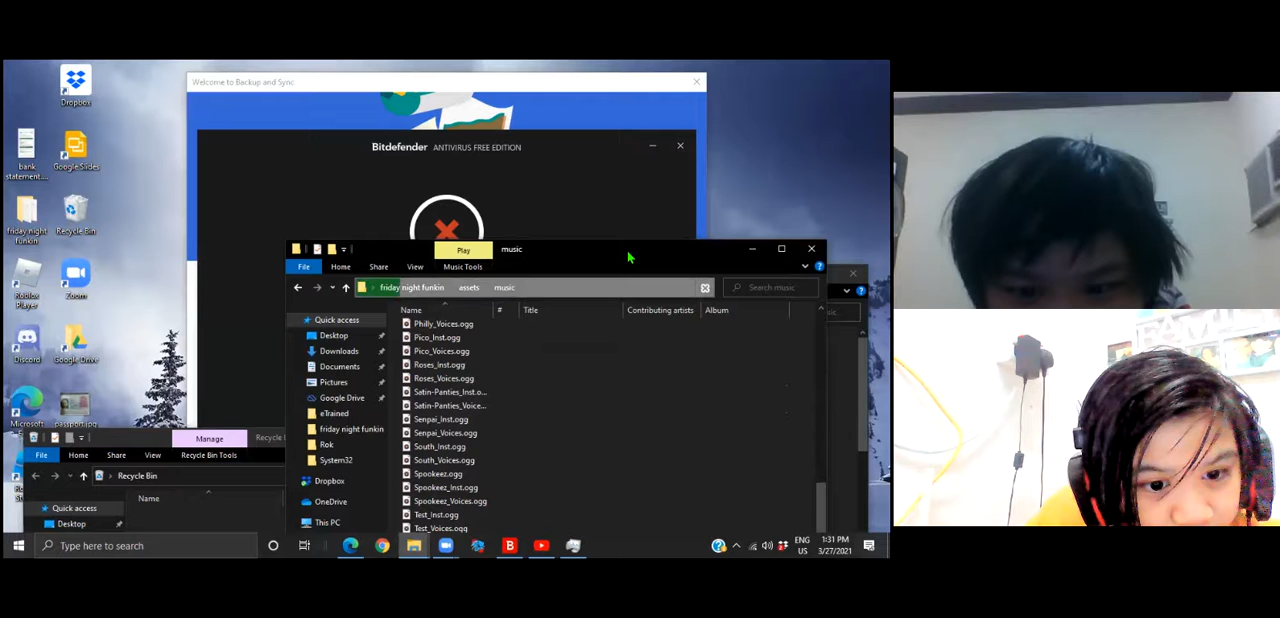 Welcome to Backup and Sync
Dropbox
Bitdefender ANTIVIRUS FREE EDITION
bank
statement....
Google Slides
friday night
funkin
Recycle Bin
Play
music
File
Home
Share
View
Music Tools
friday night funkin
assets
music
Search music
Roblox
Player
Zoom
Name
#
Title
Contributing artists
Album
Quick access
Desktop
Downloads
Documents
Pictures
Google Drive
eTrained
friday night funkin
Rok
System32
Dropbox
OneDrive
This PC
Philly_Voices.ogg
Pico_Inst.ogg
Pico_Voices.ogg
Roses_Inst.ogg
Roses_Voices.ogg
Satin-Panties_Inst.o...
Satin-Panties_Voice...
Senpai_Inst.ogg
Senpai_Voices.ogg
South_Inst.ogg
South_Voices.ogg
Spookeez.ogg
Spookeez_Inst.ogg
Spookeez_Voices.ogg
Test_Inst.ogg
Test_Voices.ogg
Discord
Google Drive
Microsoft
passport.jpg
Manage
Recycle
File
Home
Share
View
Recycle Bin Tools
Recycle Bin
Name
Quick access
Desktop
Type here to search
ENG
US
1:31 PM
3/27/2021